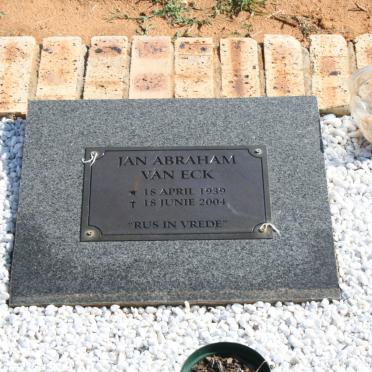 JAN ABRAHAM
VAN ECK
★ 18 APRIL 1939
† 18 JUNIE 2004
"RUS IN VREDE"